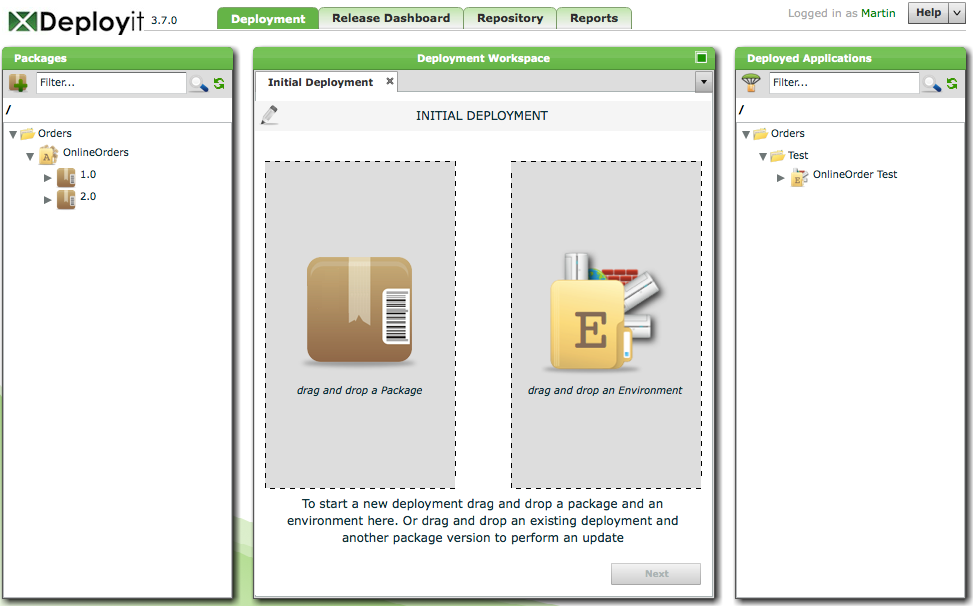 Deployit 3.7.0
Deployment Release Dashboard Repository Reports
Logged in as Martin Help
Packages
Filter...
/
Orders
OnlineOrders
A
1.0
2.0
Deployment Workspace
Initial Deployment
INITIAL DEPLOYMENT
drag and drop a Package
E
drag and drop an Environment
To start a new deployment drag and drop a package and an
environment here. Or drag and drop an existing deployment and
another package version to perform an update
Next
Deployed Applications
Filter...
/
Orders
Test
E
OnlineOrder Test